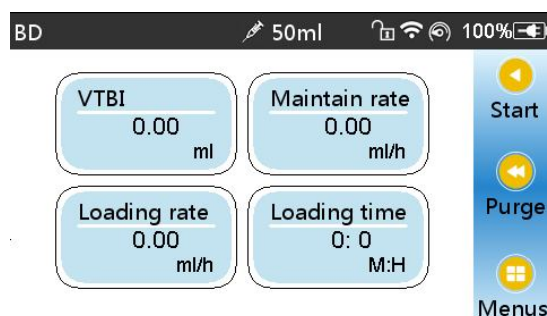 BD 50ml 100%
VTBI
0.00
ml
Maintain rate
0.00
ml/h
Loading rate
0.00
ml/h
Loading time
0: 0
M:H
Start
Purge
Menus